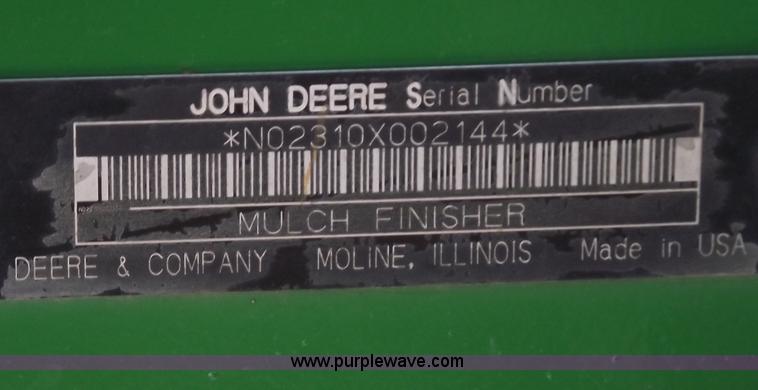 JOHN DEERE Serial Number
*N02310X002144*
MULCH FINISHER
DEERE & COMPANY MOLINE, ILLINOIS Made in USA
www.purplewave.com